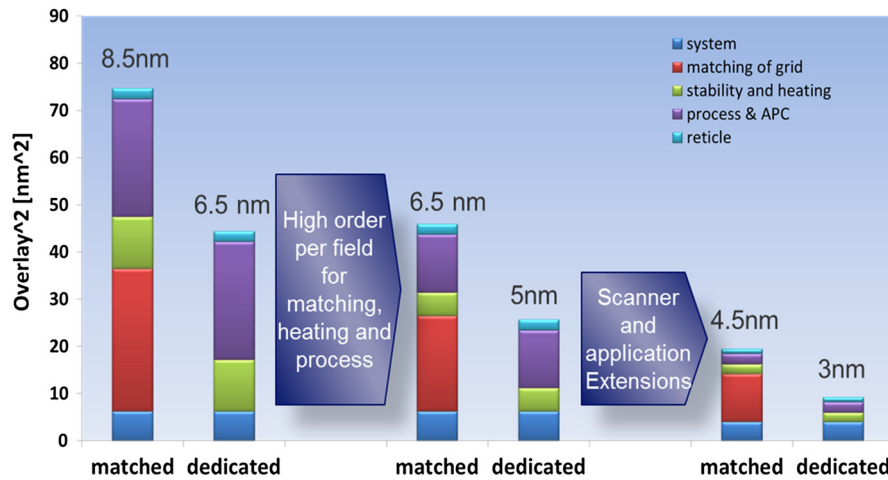 90
80
70
60
50
40
30
20
10
0
Overlay^2 [nm^2]
8.5nm
6.5 nm
High order
per field
for
matching,
heating and
process
6.5 nm
5nm
Scanner
and
application
Extensions
4.5nm
3nm
system
matching of grid
stability and heating
process & APC
reticle
matched dedicated
matched dedicated
matched dedicated